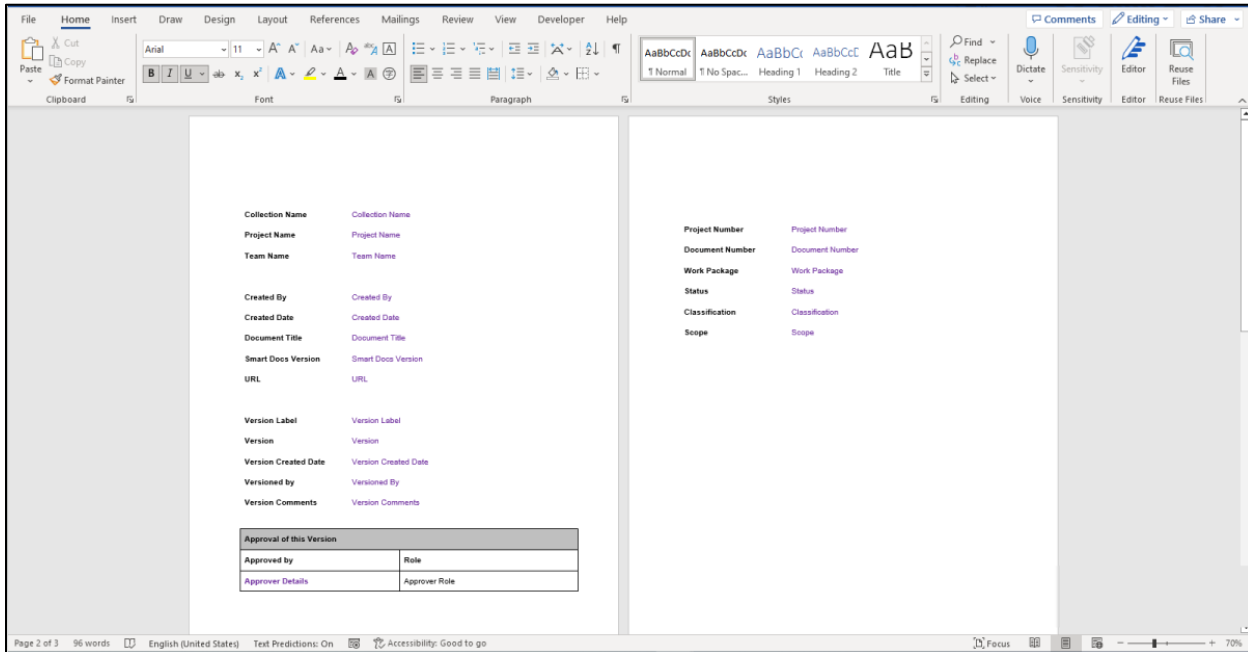 File Home Insert Draw Design Layout References Mailings Review View Developer Help Comments Editing Share
Paste
Cut
Copy
Format Painter
Arial 11
Aa
AaBbCcDc AaBbCcDc AaBbCc AaBbCcD AaB
¶ Normal ¶ No Spac... Heading 1 Heading 2 Title
Find
Replace
Select
Dictate
Sensitivity
Editor
Reuse Files
Clipboard Font Paragraph Styles Editing Voice Sensitivity Editor Reuse Files
Collection Name Collection Name
Project Name Project Name
Team Name Team Name
Created By Created By
Created Date Created Date
Document Title Document Title
Smart Docs Version Smart Docs Version
URL URL
Version Label Version Label
Version Version
Version Created Date Version Created Date
Versioned by Versioned By
Version Comments Version Comments
Approval of this Version
Approved by Role
Approver Details Approver Role
Project Number Project Number
Document Number Document Number
Work Package Work Package
Status Status
Classification Classification
Scope Scope
Page 2 of 3 96 words English (United States) Text Predictions: On Accessibility: Good to go Focus 70%